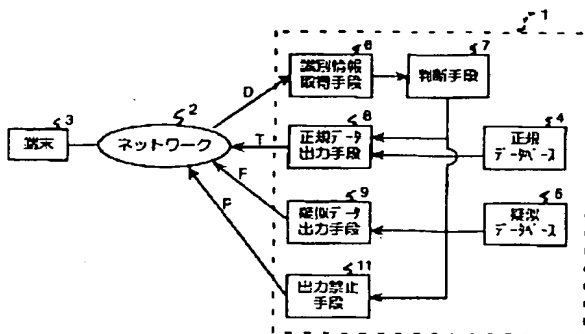 1
6
識別情報
取得手段
7
判断手段
D
2
ネットワーク
3
端末
8
正規データ
出力手段
T
4
正規
データベース
F
9
疑似データ
出力手段
5
疑似
データベース
F
11
出力禁止
手段